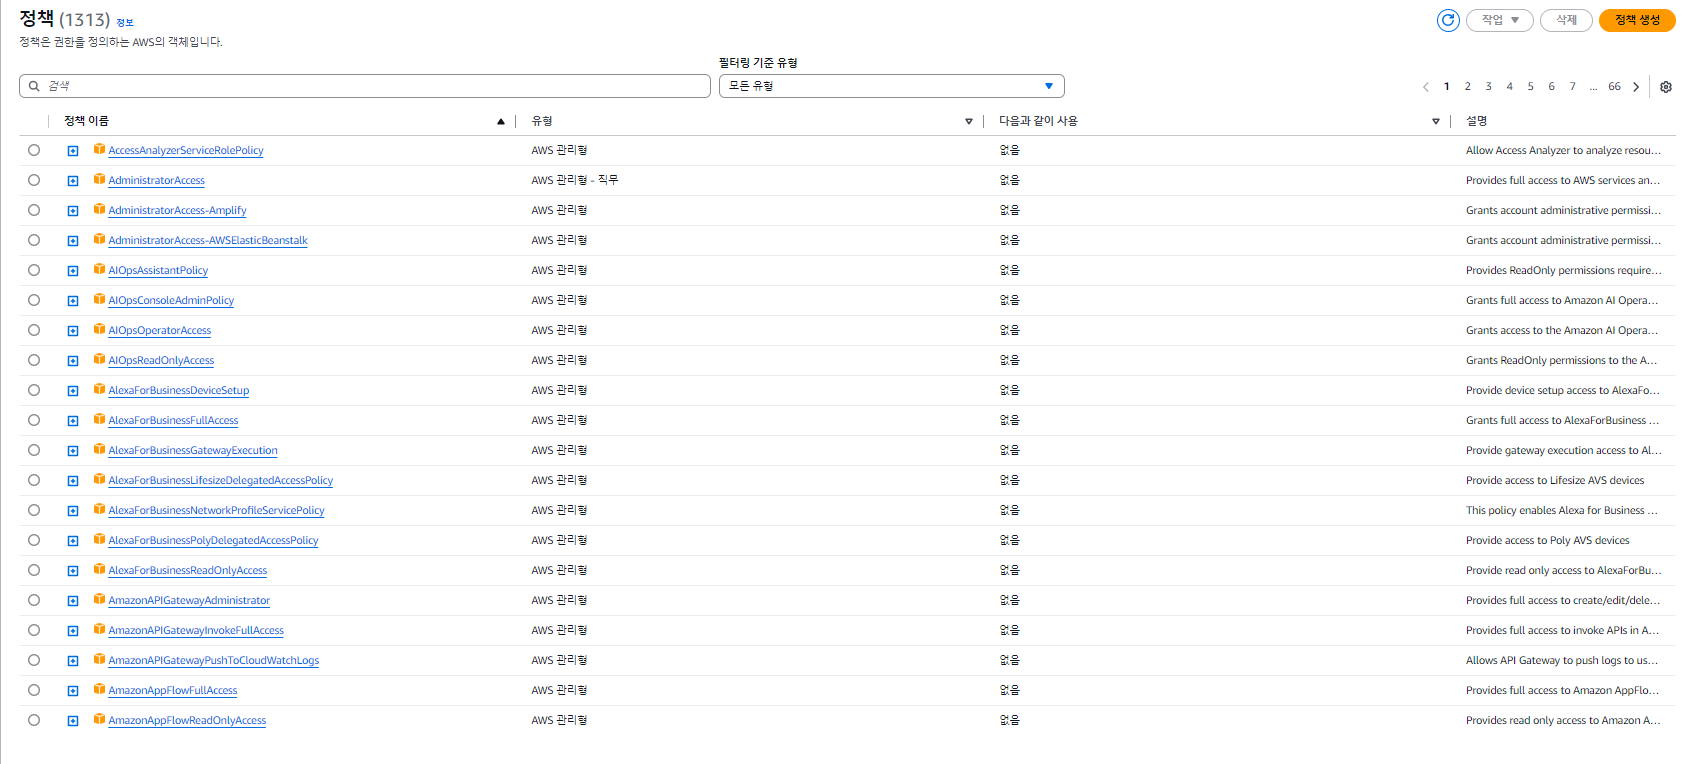 정책 (1313) 정보
정책은 권한을 정의하는 AWS의 객체입니다.
작업 삭제 정책 생성
필터링 기준 유형
검색 모든 유형 1 2 3 4 5 6 7 ... 66
정책 이름 유형 다음과 같이 사용 설명
AccessAnalyzerServiceRolePolicy AWS 관리형 없음 Allow Access Analyzer to analyze resou...
AdministratorAccess AWS 관리형 - 직무 없음 Provides full access to AWS services an...
AdministratorAccess-Amplify AWS 관리형 없음 Grants account administrative permissi...
AdministratorAccess-AWSElasticBeanstalk AWS 관리형 없음 Grants account administrative permissi...
AIOpsAssistantPolicy AWS 관리형 없음 Provides ReadOnly permissions require...
AIOpsConsoleAdminPolicy AWS 관리형 없음 Grants full access to Amazon AI Opera...
AIOpsOperatorAccess AWS 관리형 없음 Grants access to the Amazon AI Opera...
AIOpsReadOnlyAccess AWS 관리형 없음 Grants ReadOnly permissions to the A...
AlexaForBusinessDeviceSetup AWS 관리형 없음 Provide device setup access to AlexaFo...
AlexaForBusinessFullAccess AWS 관리형 없음 Grants full access to AlexaForBusiness ...
AlexaForBusinessGatewayExecution AWS 관리형 없음 Provide gateway execution access to Al...
AlexaForBusinessLifesizeDelegatedAccessPolicy AWS 관리형 없음 Provide access to Lifesize AVS devices
AlexaForBusinessNetworkProfileServicePolicy AWS 관리형 없음 This policy enables Alexa for Business ...
AlexaForBusinessPolyDelegatedAccessPolicy AWS 관리형 없음 Provide access to Poly AVS devices
AlexaForBusinessReadOnlyAccess AWS 관리형 없음 Provide read only access to AlexaForBu...
AmazonAPIGatewayAdministrator AWS 관리형 없음 Provides full access to create/edit/dele...
AmazonAPIGatewayInvokeFullAccess AWS 관리형 없음 Provides full access to invoke APIs in A...
AmazonAPIGatewayPushToCloudWatchLogs AWS 관리형 없음 Allows API Gateway to push logs to us...
AmazonAppFlowFullAccess AWS 관리형 없음 Provides full access to Amazon AppFlo...
AmazonAppFlowReadOnlyAccess AWS 관리형 없음 Provides read only access to Amazon A...